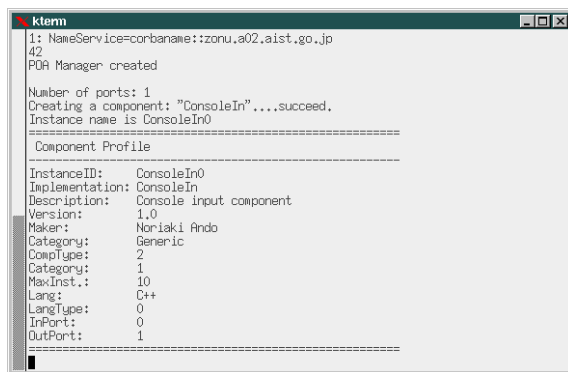 kterm
1: NameService=corbaname::zonu.a02.aist.go.jp
42
POA Manager created
Number of ports: 1
Creating a component: "ConsoleIn"....succeed.
Instance name is ConsoleIn0
=====================================================
Component Profile
-----------------------------------------------------
InstanceID: ConsoleIn0
Implementation: ConsoleIn
Description: Console input component
Version: 1.0
Maker: Noriaki Ando
Category: Generic
CompType: 2
Category: 1
MaxInst.: 10
Lang: C++
LangType: 0
InPort: 0
OutPort: 1
=====================================================